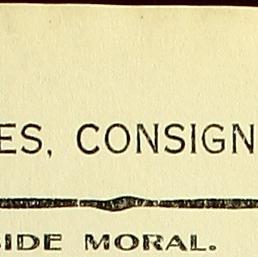 ES, CONSIGN
SIDE MORAL.